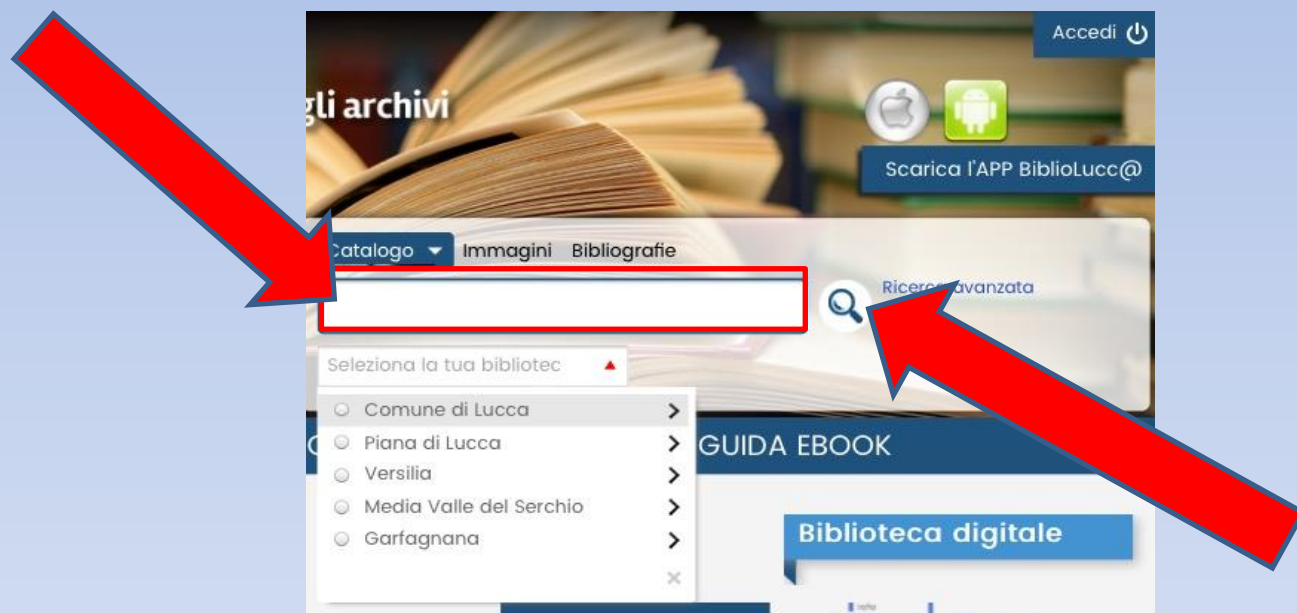 Accedi
gli archivi
Scarica l'APP BiblioLucc@
Catalogo Immagini Bibliografie
Ricerca avanzata
Seleziona la tua bibliotec
Comune di Lucca
Piana di Lucca
GUIDA EBOOK
Versilia
Media Valle del Serchio
Garfagnana
Biblioteca digitale